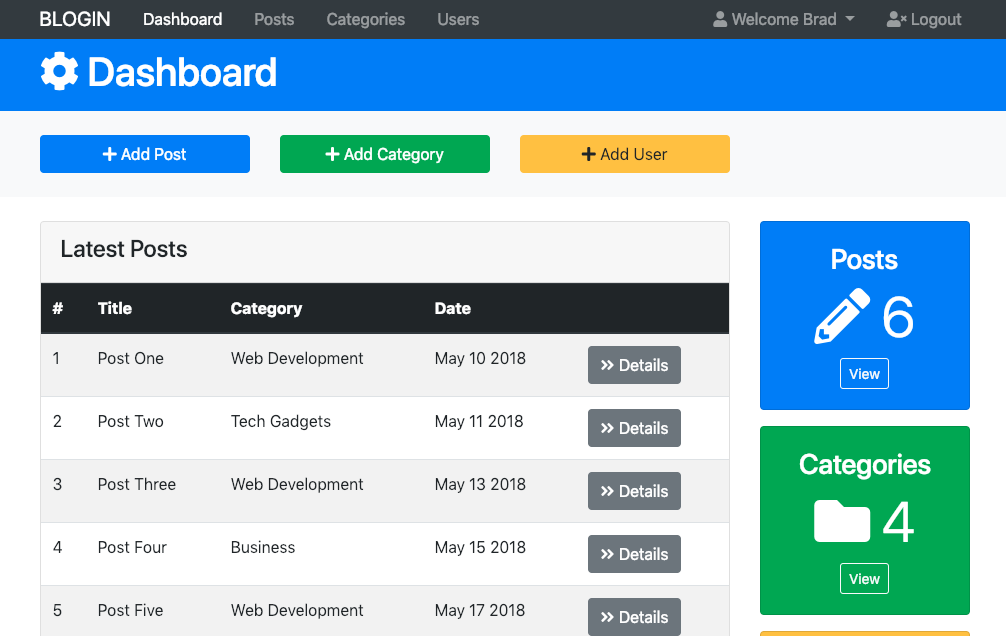 BLOGIN Dashboard Posts Categories Users Welcome Brad Logout
Dashboard
Add Post Add Category Add User
Latest Posts
# Title Category Date
1 Post One Web Development May 10 2018 Details
2 Post Two Tech Gadgets May 11 2018 Details
3 Post Three Web Development May 13 2018 Details
4 Post Four Business May 15 2018 Details
5 Post Five Web Development May 17 2018 Details
Posts
6
View
Categories
4
View